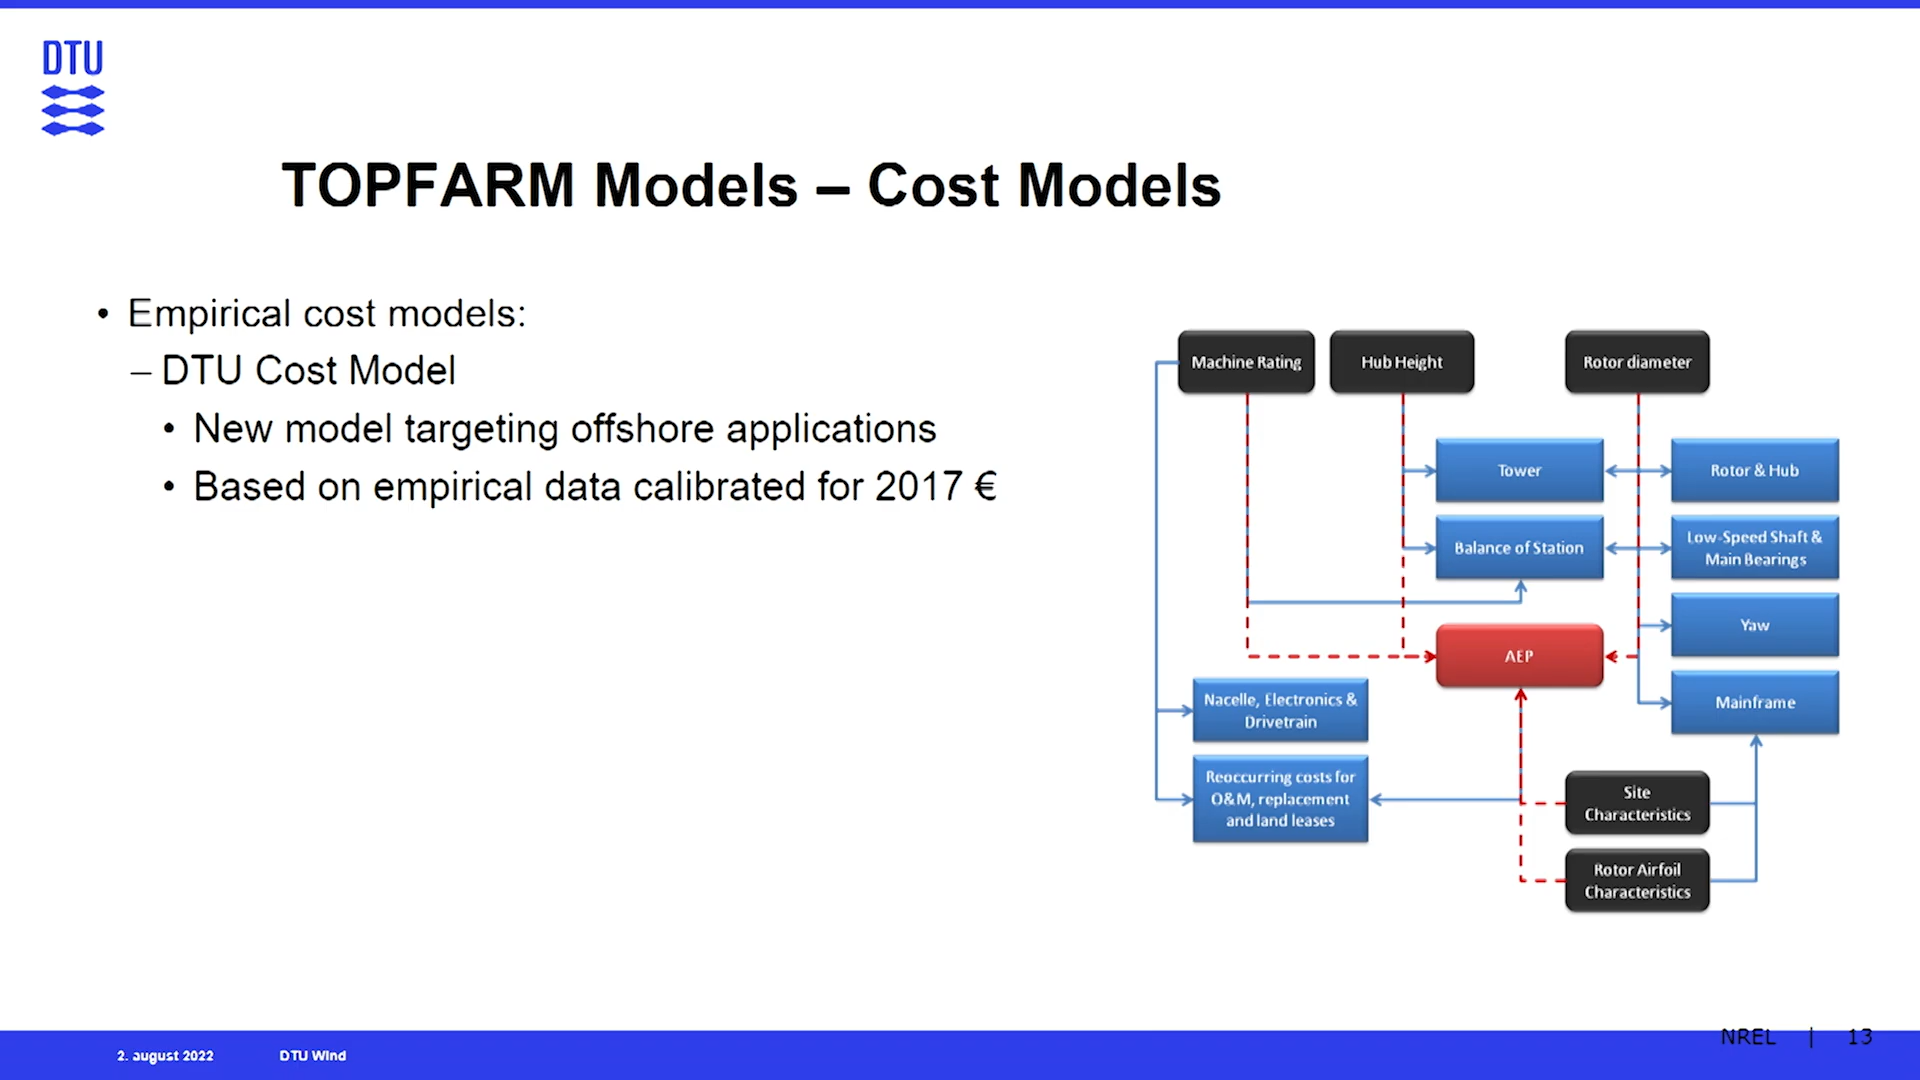 DTU
TOPFARM Models – Cost Models
• Empirical cost models:
– DTU Cost Model
• New model targeting offshore applications
• Based on empirical data calibrated for 2017 €
Machine Rating
Hub Height
Rotor diameter
Tower
Rotor & Hub
Balance of Station
Low-Speed Shaft &
Main Bearings
Yaw
AEP
Mainframe
Nacelle, Electronics &
Drivetrain
Reoccurring costs for
O&M, replacement
and land leases
Site
Characteristics
Rotor Airfoil
Characteristics
2. august 2022
DTU Wind
NREL | 13